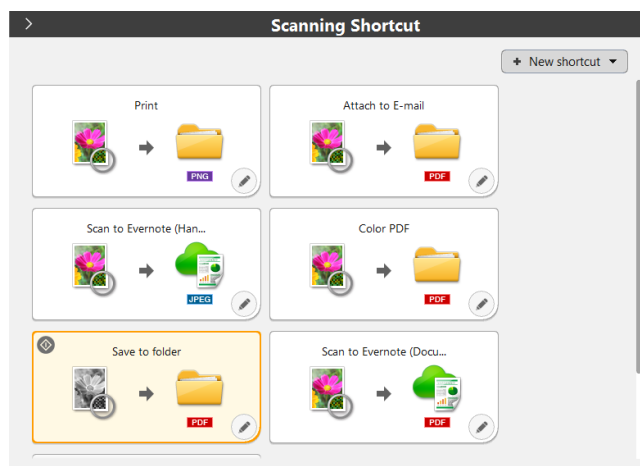 Scanning Shortcut
+ New shortcut
Print
PNG
Attach to E-mail
PDF
Scan to Evernote (Han...
JPEG
Color PDF
PDF
Save to folder
PDF
Scan to Evernote (Docu...
PDF